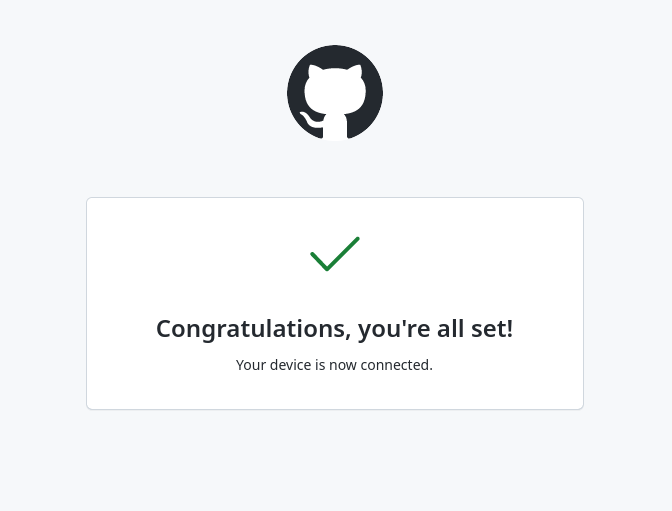 Congratulations, you're all set!
Your device is now connected.